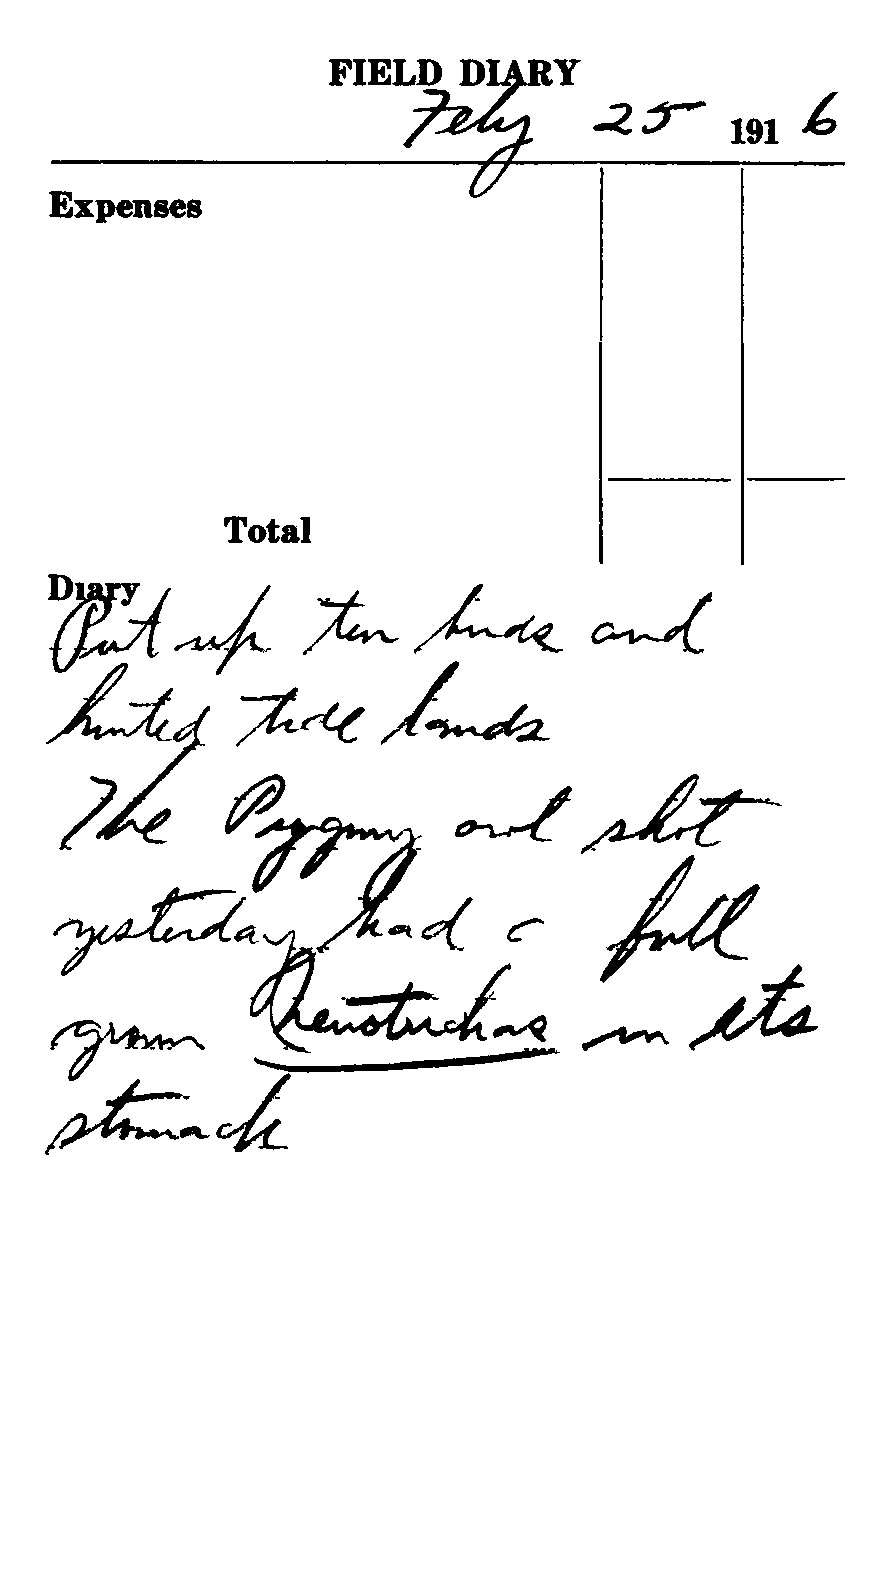 FIELD DIARY
Feby 25 1916
Expenses
Total
Diary
Put up ten birds and
hunted tide lands
The Pygmy owl shot
yesterday had a full
grown in its
stomach